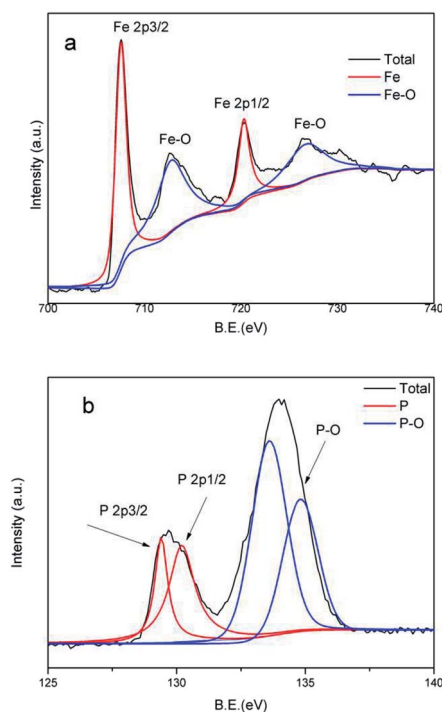 a
Fe 2p3/2
Total
Fe
Fe-O
Fe-O
Fe 2p1/2
Fe-O
Intensity (a.u.)
700 710 720 730 740
B.E.(eV)
b
Total
P
P-O
P-O
P 2p3/2
P 2p1/2
Intensity (a.u.)
125 130 135 140
B.E.(eV)